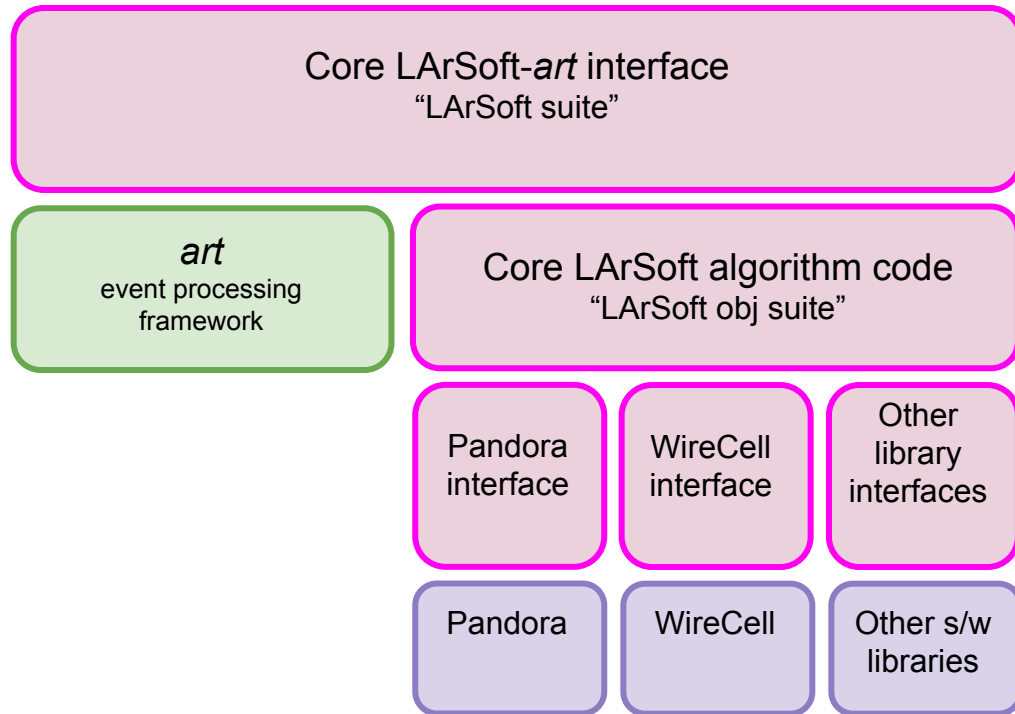 Core LArSoft-art interface
“LArSoft suite”
art
event processing
framework
Core LArSoft algorithm code
“LArSoft obj suite”
Pandora
interface
WireCell
interface
Other
library
interfaces
Pandora
WireCell
Other s/w
libraries